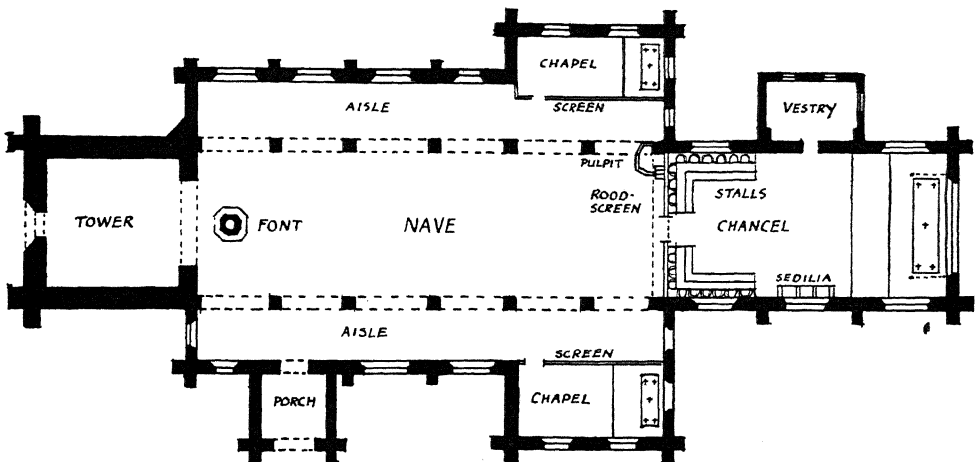 CHAPEL
AISLE
SCREEN
VESTRY
PULPIT
ROOD-
SCREEN
STALLS
TOWER
FONT
NAVE
CHANCEL
SEDILIA
AISLE
SCREEN
PORCH
CHAPEL